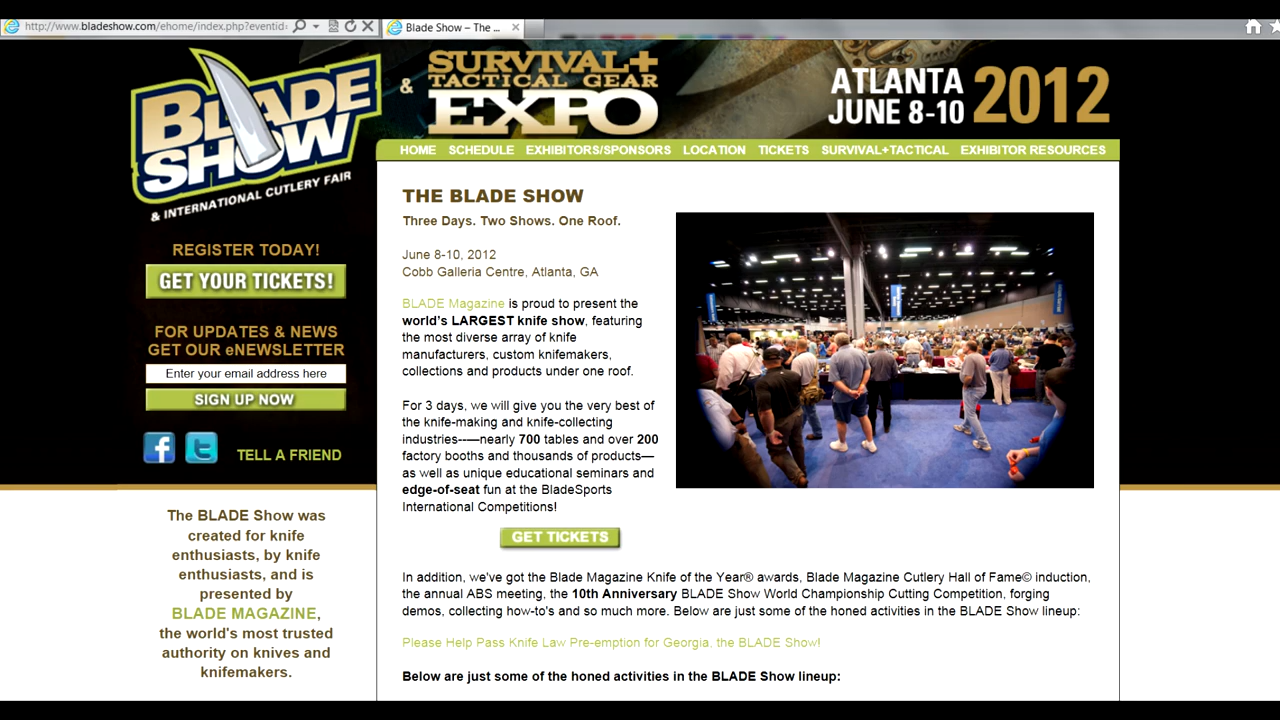 http://www.bladeshow.com/ehome/index.php?eventid=
Blade Show – The ...
BLADE
SHOW
& INTERNATIONAL CUTLERY FAIR
& SURVIVAL+
TACTICAL GEAR
EXPO
ATLANTA
JUNE 8-10 2012
HOME SCHEDULE EXHIBITORS/SPONSORS LOCATION TICKETS SURVIVAL+TACTICAL EXHIBITOR RESOURCES
REGISTER TODAY!
GET YOUR TICKETS!
FOR UPDATES & NEWS
GET OUR eNEWSLETTER
Enter your email address here
SIGN UP NOW
f t TELL A FRIEND
The BLADE Show was
created for knife
enthusiasts, by knife
enthusiasts, and is
presented by
BLADE MAGAZINE,
the world's most trusted
authority on knives and
knifemakers.
THE BLADE SHOW
Three Days. Two Shows. One Roof.
June 8-10, 2012
Cobb Galleria Centre, Atlanta, GA
BLADE Magazine is proud to present the
world's LARGEST knife show, featuring
the most diverse array of knife
manufacturers, custom knifemakers,
collections and products under one roof.
For 3 days, we will give you the very best of
the knife-making and knife-collecting
industries--—nearly 700 tables and over 200
factory booths and thousands of products—
as well as unique educational seminars and
edge-of-seat fun at the BladeSports
International Competitions!
GET TICKETS
In addition, we've got the Blade Magazine Knife of the Year® awards, Blade Magazine Cutlery Hall of Fame© induction,
the annual ABS meeting, the 10th Anniversary BLADE Show World Championship Cutting Competition, forging
demos, collecting how-to's and so much more. Below are just some of the honed activities in the BLADE Show lineup:
Please Help Pass Knife Law Pre-emption for Georgia, the BLADE Show!
Below are just some of the honed activities in the BLADE Show lineup: